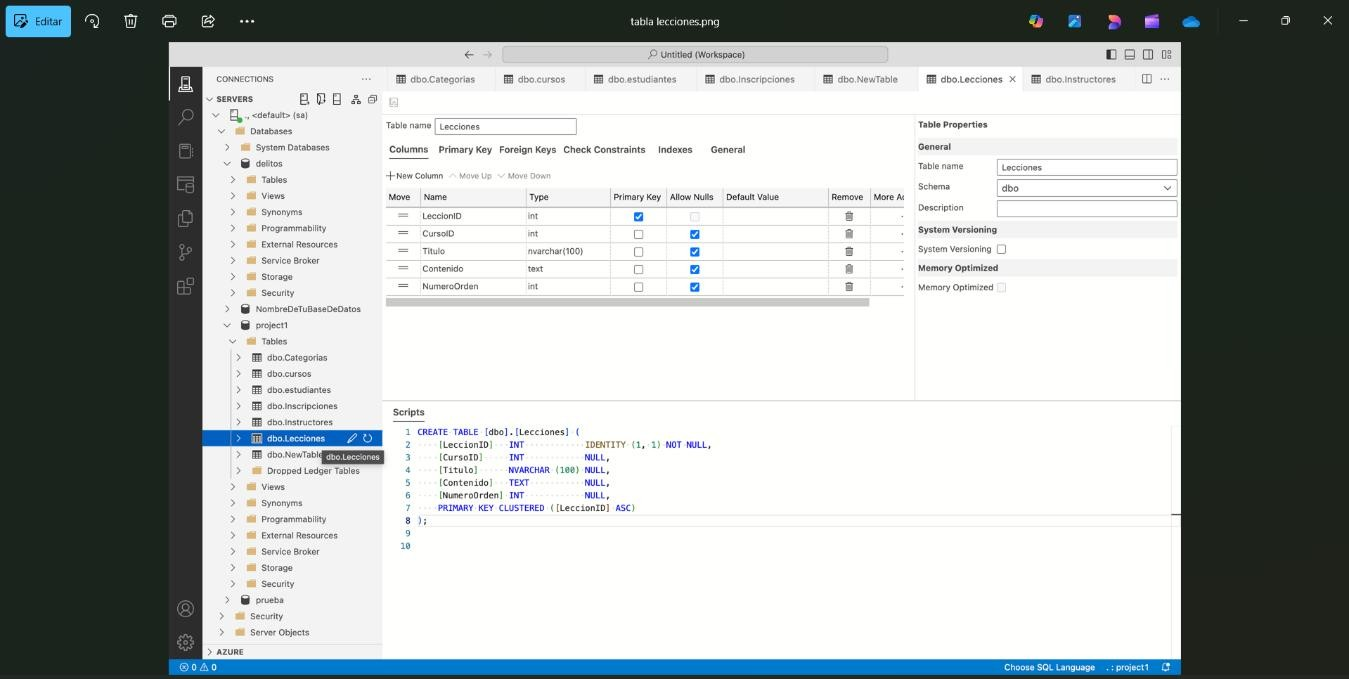 Editar
tabla lecciones.png
Untitled (Workspace)
CONNECTIONS
SERVERS
., <default> (sa)
Databases
System Databases
delitos
Tables
Views
Synonyms
Programmability
External Resources
Service Broker
Storage
Security
NombreDeTuBaseDeDatos
project1
Tables
dbo.Categorias
dbo.cursos
dbo.estudiantes
dbo.Inscripciones
dbo.Instructores
dbo.Lecciones
dbo.NewTable
dbo.Lecciones
Dropped Ledger Tables
Views
Synonyms
Programmability
External Resources
Service Broker
Storage
Security
prueba
Security
Server Objects
AZURE
dbo.Categorias dbo.cursos dbo.estudiantes dbo.Inscripciones dbo.NewTable dbo.Lecciones dbo.Instructores
Table name Lecciones
Columns Primary Key Foreign Keys Check Constraints Indexes General
New Column Move Up Move Down
Move Name Type Primary Key Allow Nulls Default Value Remove More Ac
LeccionID int
CursoID int
Titulo nvarchar(100)
Contenido text
NumeroOrden int
Table Properties
General
Table name Lecciones
Schema dbo
Description
System Versioning
System Versioning
Memory Optimized
Memory Optimized
Scripts
1 CREATE TABLE [dbo].[Lecciones] (
2 [LeccionID] INT IDENTITY (1, 1) NOT NULL,
3 [CursoID] INT NULL,
4 [Titulo] NVARCHAR (100) NULL,
5 [Contenido] TEXT NULL,
6 [NumeroOrden] INT NULL,
7 PRIMARY KEY CLUSTERED ([LeccionID] ASC)
8 );
9
10
0 0
Choose SQL Language . : project1